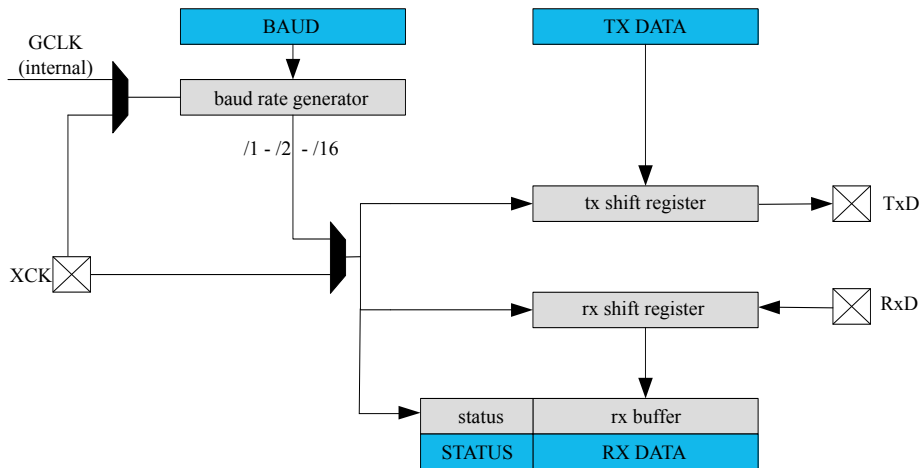 BAUD
TX DATA
GCLK
(internal)
baud rate generator
/1 - /2 - /16
tx shift register
TxD
XCK
rx shift register
RxD
status
rx buffer
STATUS
RX DATA